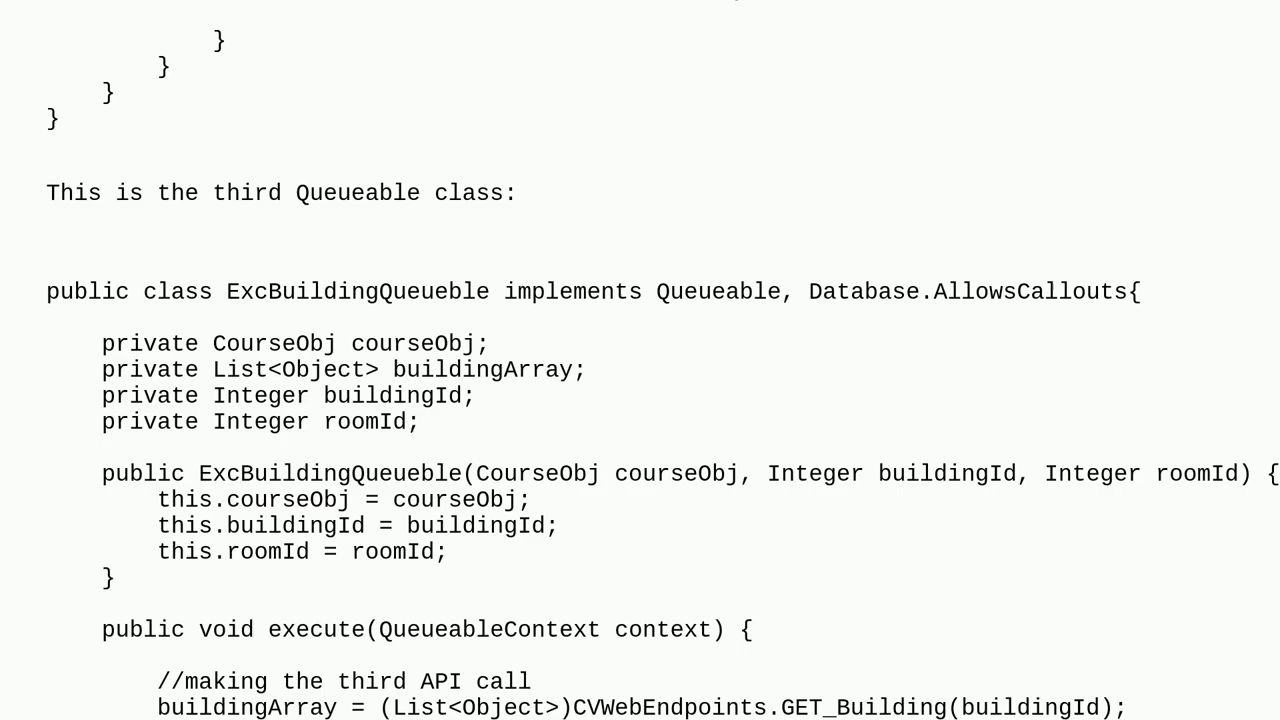 }
        }
    }
}
This is the third Queueable class:
public class ExcBuildingQueueble implements Queueable, Database.AllowsCallouts{
    private CourseObj courseObj;
    private List<Object> buildingArray;
    private Integer buildingId;
    private Integer roomId;
    public ExcBuildingQueueble(CourseObj courseObj, Integer buildingId, Integer roomId) {
        this.courseObj = courseObj;
        this.buildingId = buildingId;
        this.roomId = roomId;
    }
    public void execute(QueueableContext context) {
        //making the third API call
        buildingArray = (List<Object>)CVWebEndpoints.GET_Building(buildingId);